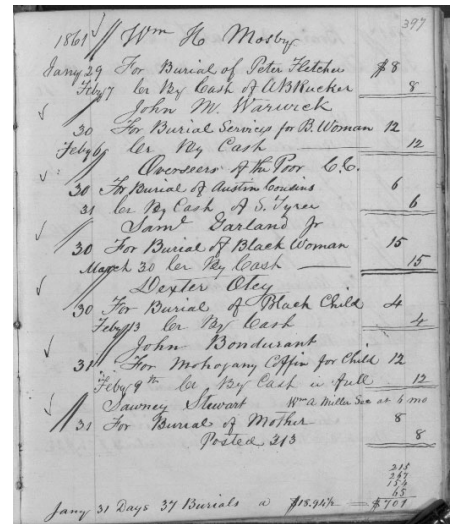 397
1861 Wm H Mosby
Jany 29 For Burial of Peter Fletcher $8
Feby 7 Cr By Cash of A B Rucker 8
John M. Warwick
30 For Burial Services for B. Woman 12
Feby 6 Cr By Cash 12
Overseers of the Poor C.C.
30 For Burial of Austin Cousins 6
31 Cr By Cash of S. Tyree 6
Saml Garland Jr
30 For Burial of Black Woman 15
March 30 Cr By Cash 15
Dexter Otey
30 For Burial of Black Child 4
Feby 13 Cr By Cash 4
John Bondurant
31 For Mohogany Coffin for Child 12
Feby 9th Cr By Cash in full 12
Sawney Stewart Wm A. Miller Sec at 6 mo
31 For Burial of Mother 8
Posted 213 8
215
267
154
65
Jany 31 Days 37 Burials a $18.94½ = $701